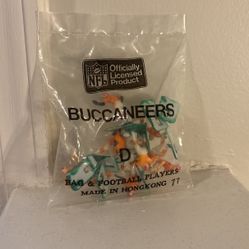 NFL
Officially
Licensed
Product
BUCCANEERS
D
BAG & FOOTBALL PLAYERS
MADE IN HONGKONG 77